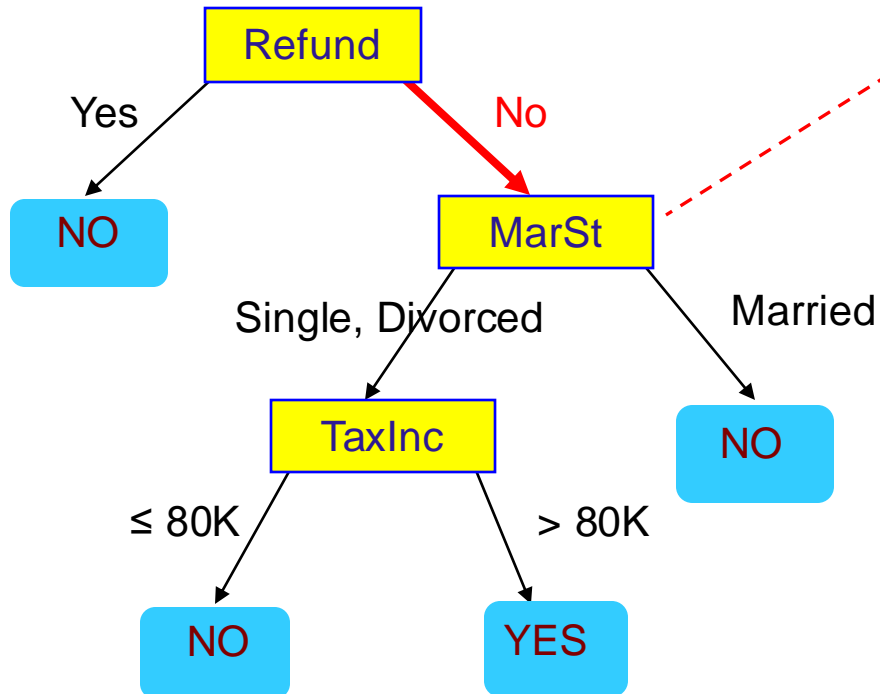 Refund
Yes
No
NO
MarSt
Single, Divorced
Married
TaxInc
NO
≤ 80K
> 80K
NO
YES